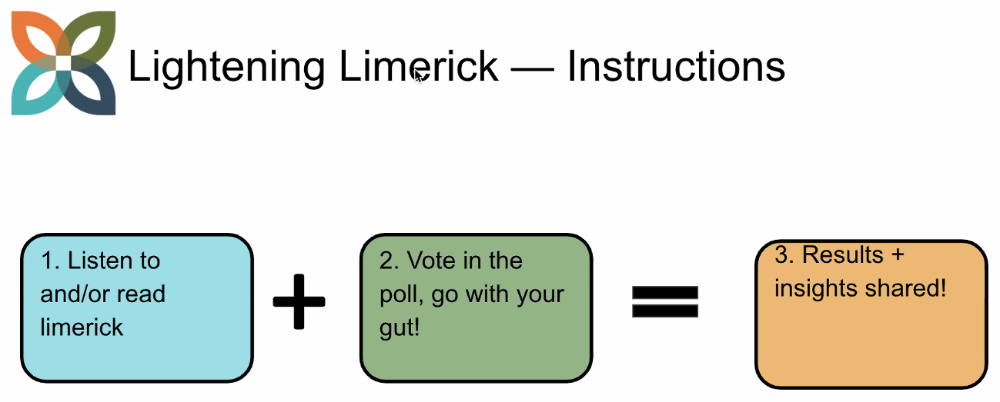 Lightening Limerick — Instructions
1. Listen to
and/or read
limerick
2. Vote in the
poll, go with your
gut!
3. Results +
insights shared!